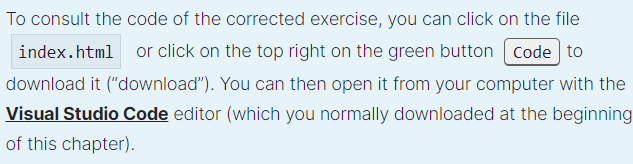 To consult the code of the corrected exercise, you can click on the file
index.html or click on the top right on the green button Code to
download it (“download”). You can then open it from your computer with the
Visual Studio Code editor (which you normally downloaded at the beginning
of this chapter).